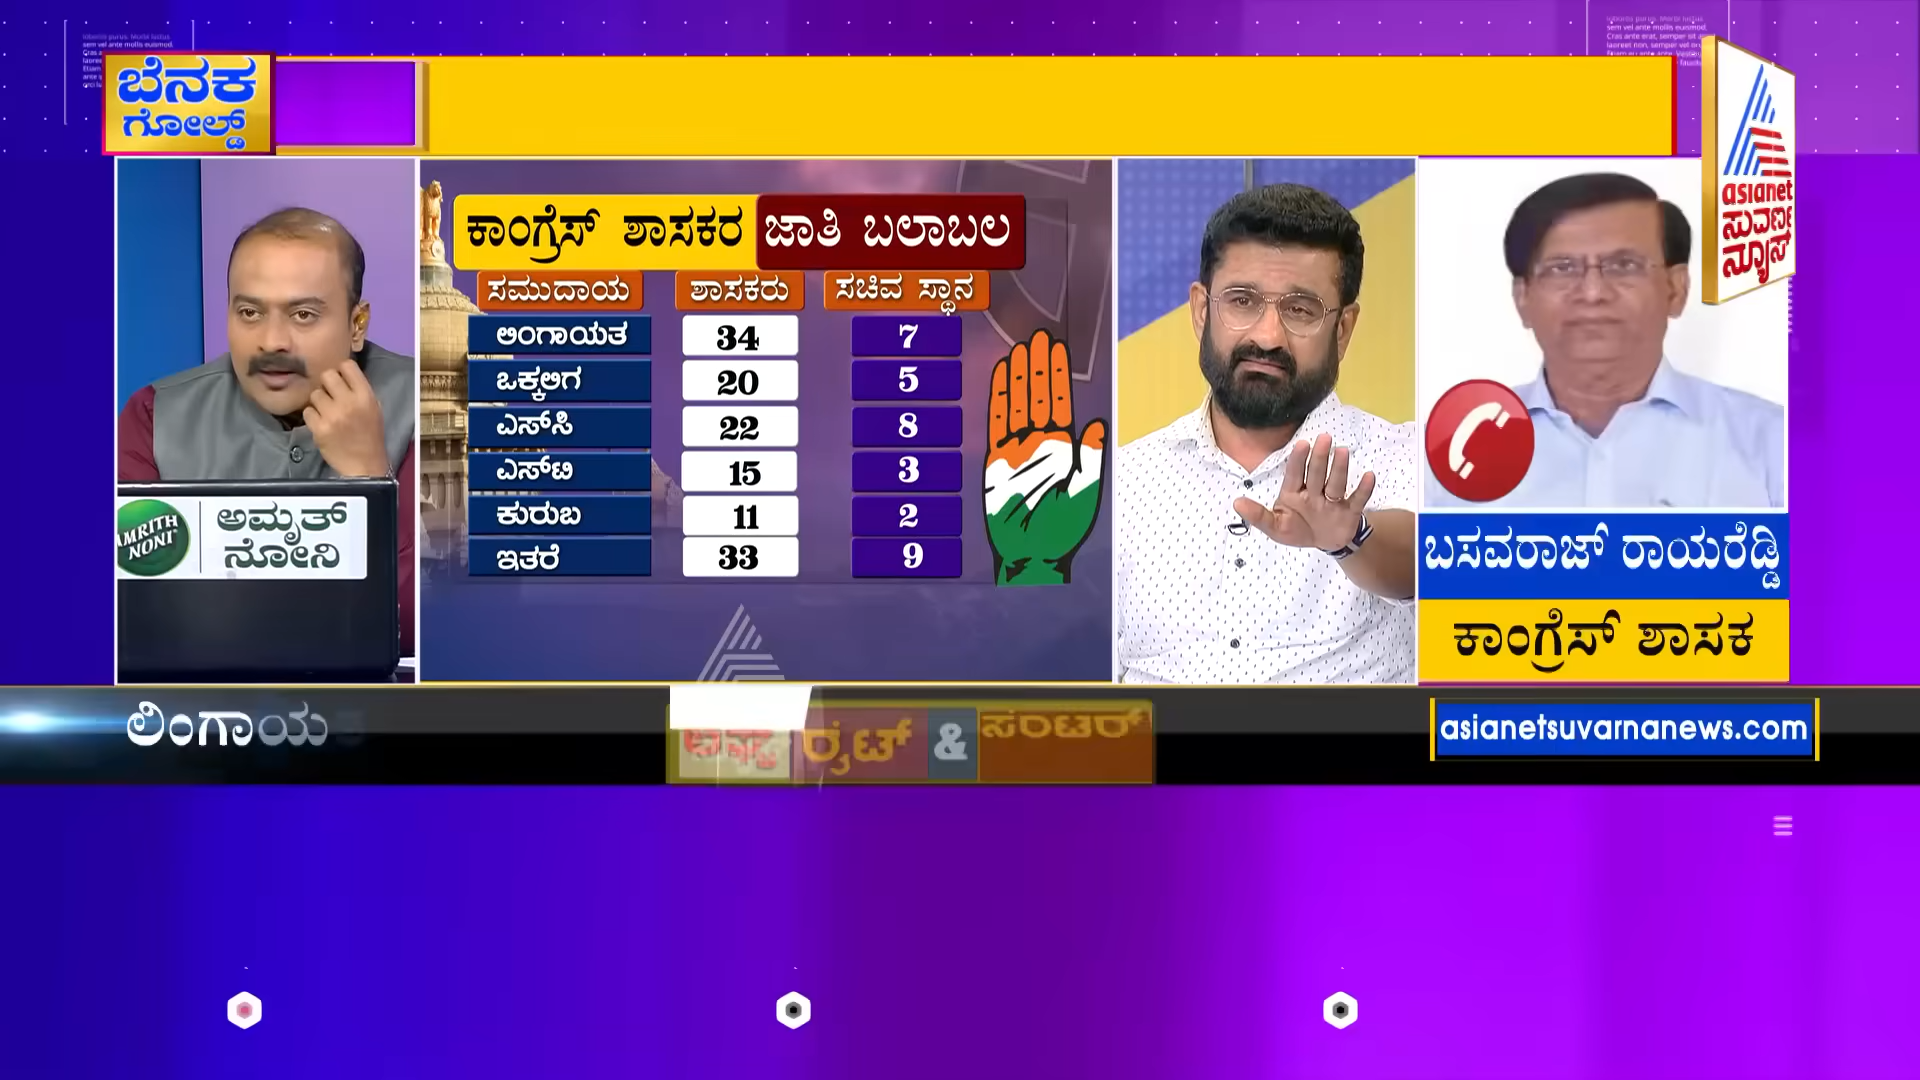 ಬೆನಕ
ಗೋಲ್ಡ್
asianet
ಸುವರ್ಣ
ನ್ಯೂಸ್
ಕಾಂಗ್ರೆಸ್ ಶಾಸಕರ ಜಾತಿ ಬಲಾಬಲ
ಸಮುದಾಯ ಶಾಸಕರು ಸಚಿವ ಸ್ಥಾನ
ಲಿಂಗಾಯತ 34 7
ಒಕ್ಕಲಿಗ 20 5
ಎಸ್‌ಸಿ 22 8
ಎಸ್‌ಟಿ 15 3
ಕುರುಬ 11 2
ಇತರೆ 33 9
AMRITH
NONI
ಅಮೃತ್
ನೋನಿ
ಬಸವರಾಜ್ ರಾಯರೆಡ್ಡಿ
ಕಾಂಗ್ರೆಸ್ ಶಾಸಕ
ಲಿಂಗಾಯ
ರೈಟ್ & ಸೆಂಟರ್
asianetsuvarnanews.com